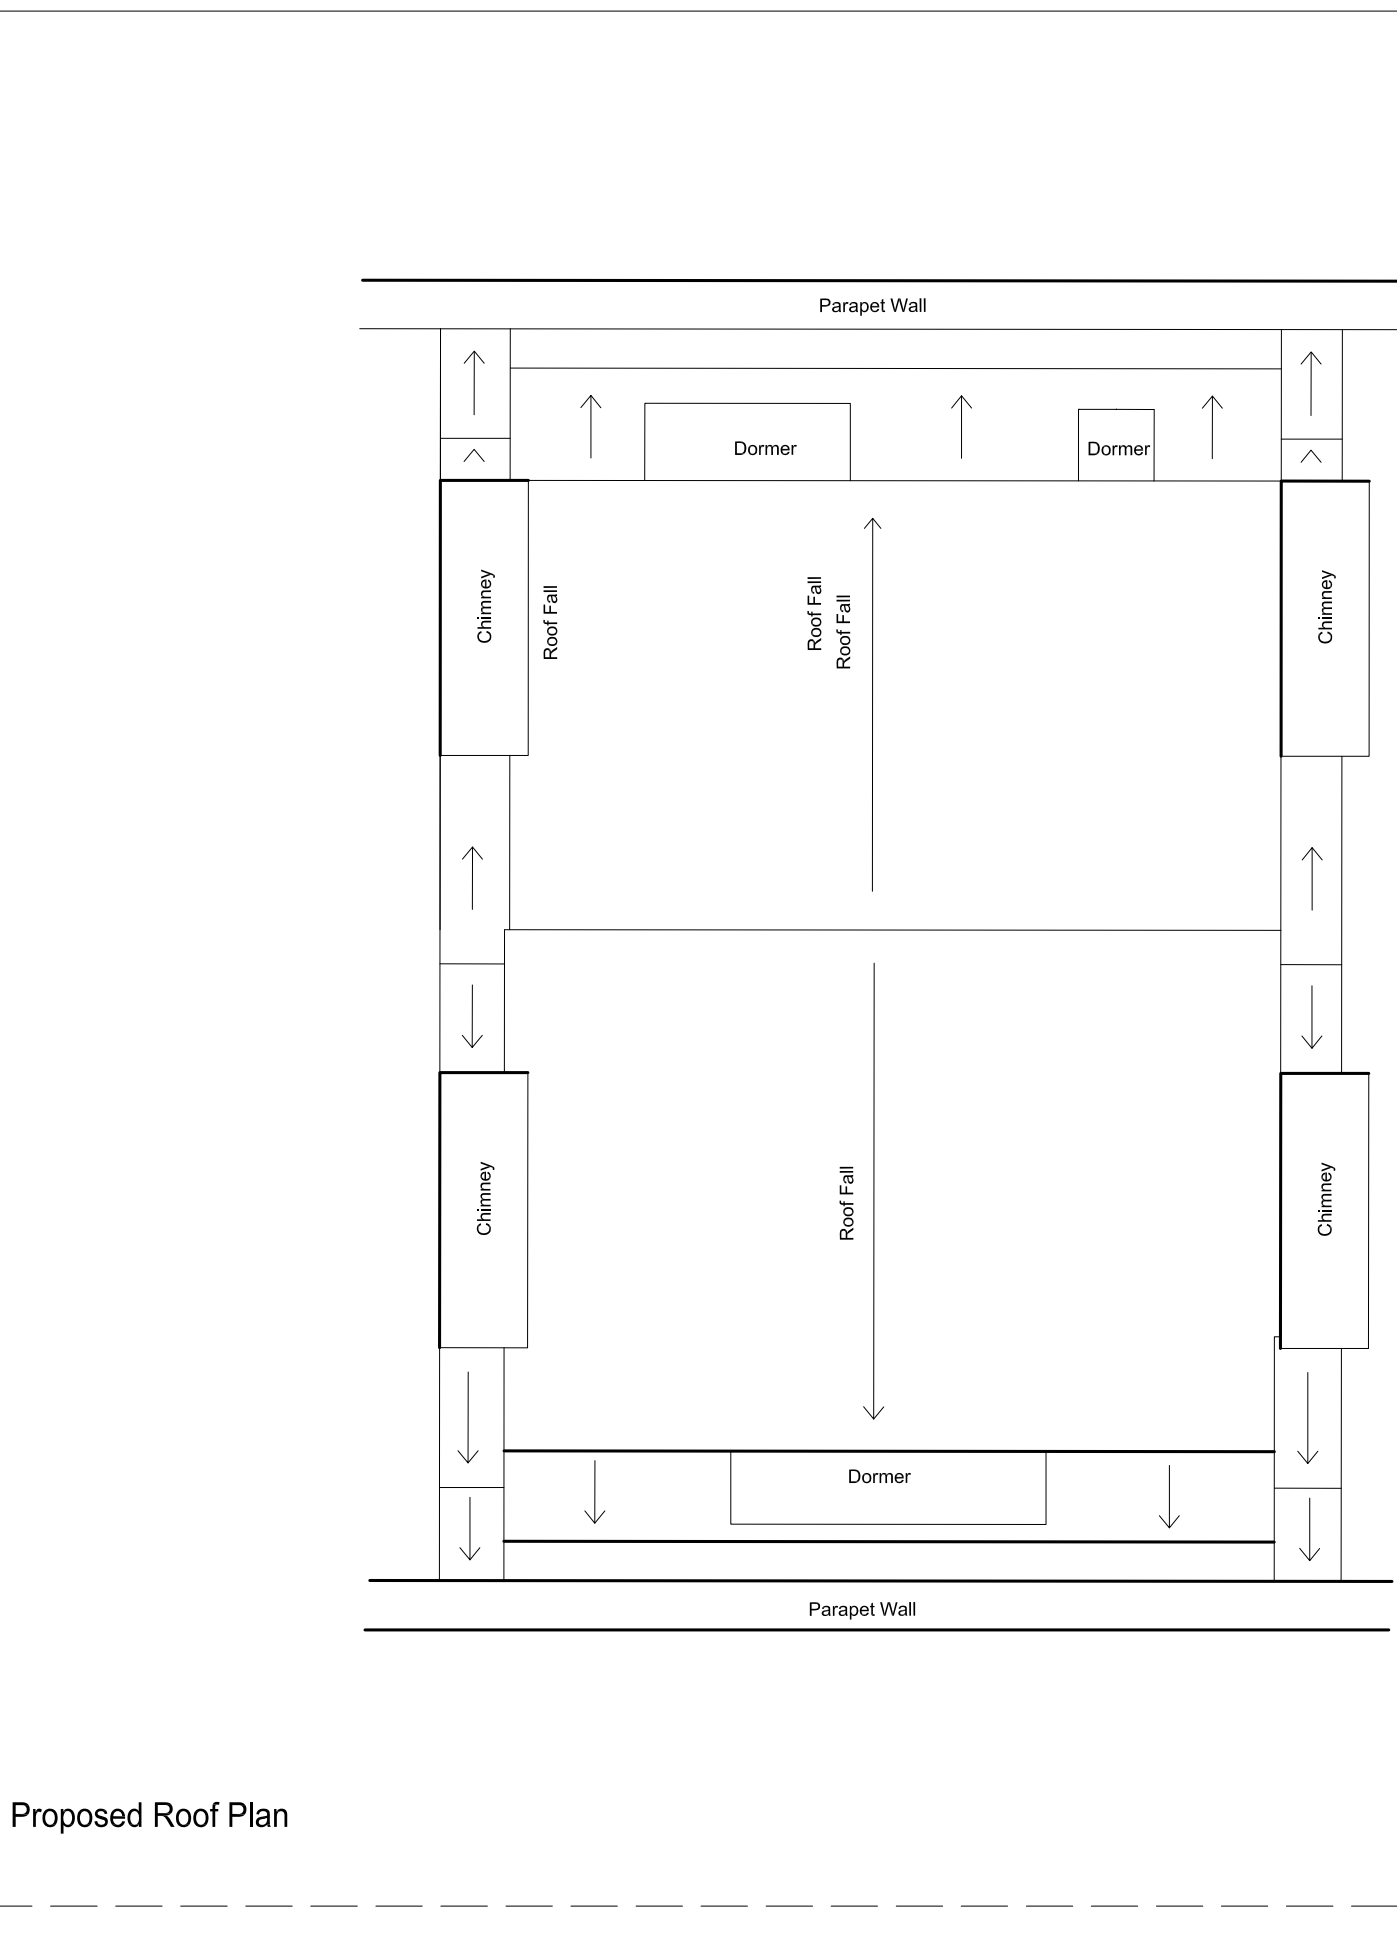 Parapet Wall
Dormer
Dormer
Chimney
Roof Fall
Roof Fall
Roof Fall
Chimney
Chimney
Roof Fall
Chimney
Dormer
Parapet Wall
Proposed Roof Plan